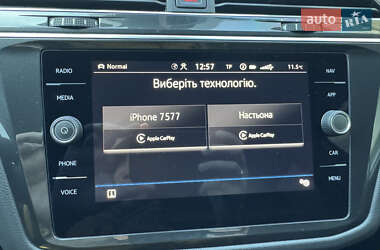 auto RIA
RADIO
MEDIA
PHONE
VOICE
NAV
APP
CAR
MENU
Normal 12:57 TP 11.5°C
Виберіть технологію.
iPhone 7577
Apple CarPlay
Настьона
Apple CarPlay